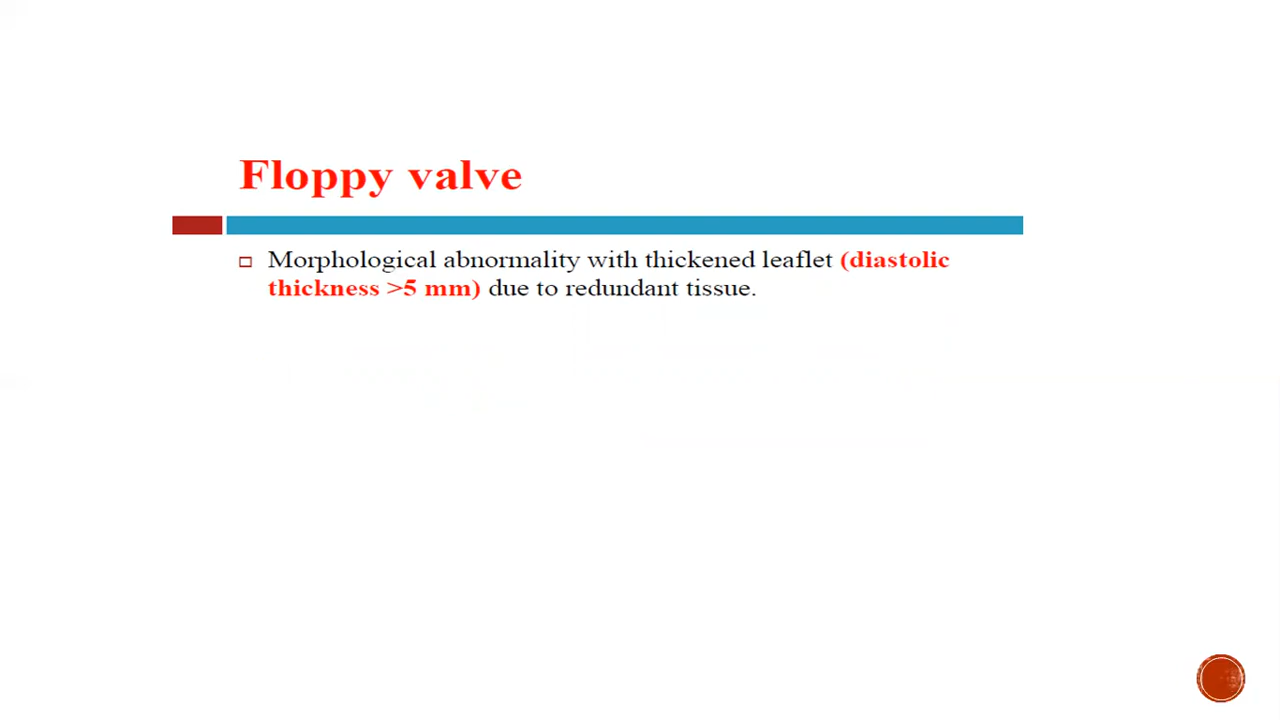 Floppy valve
Morphological abnormality with thickened leaflet (diastolic
thickness >5 mm) due to redundant tissue.